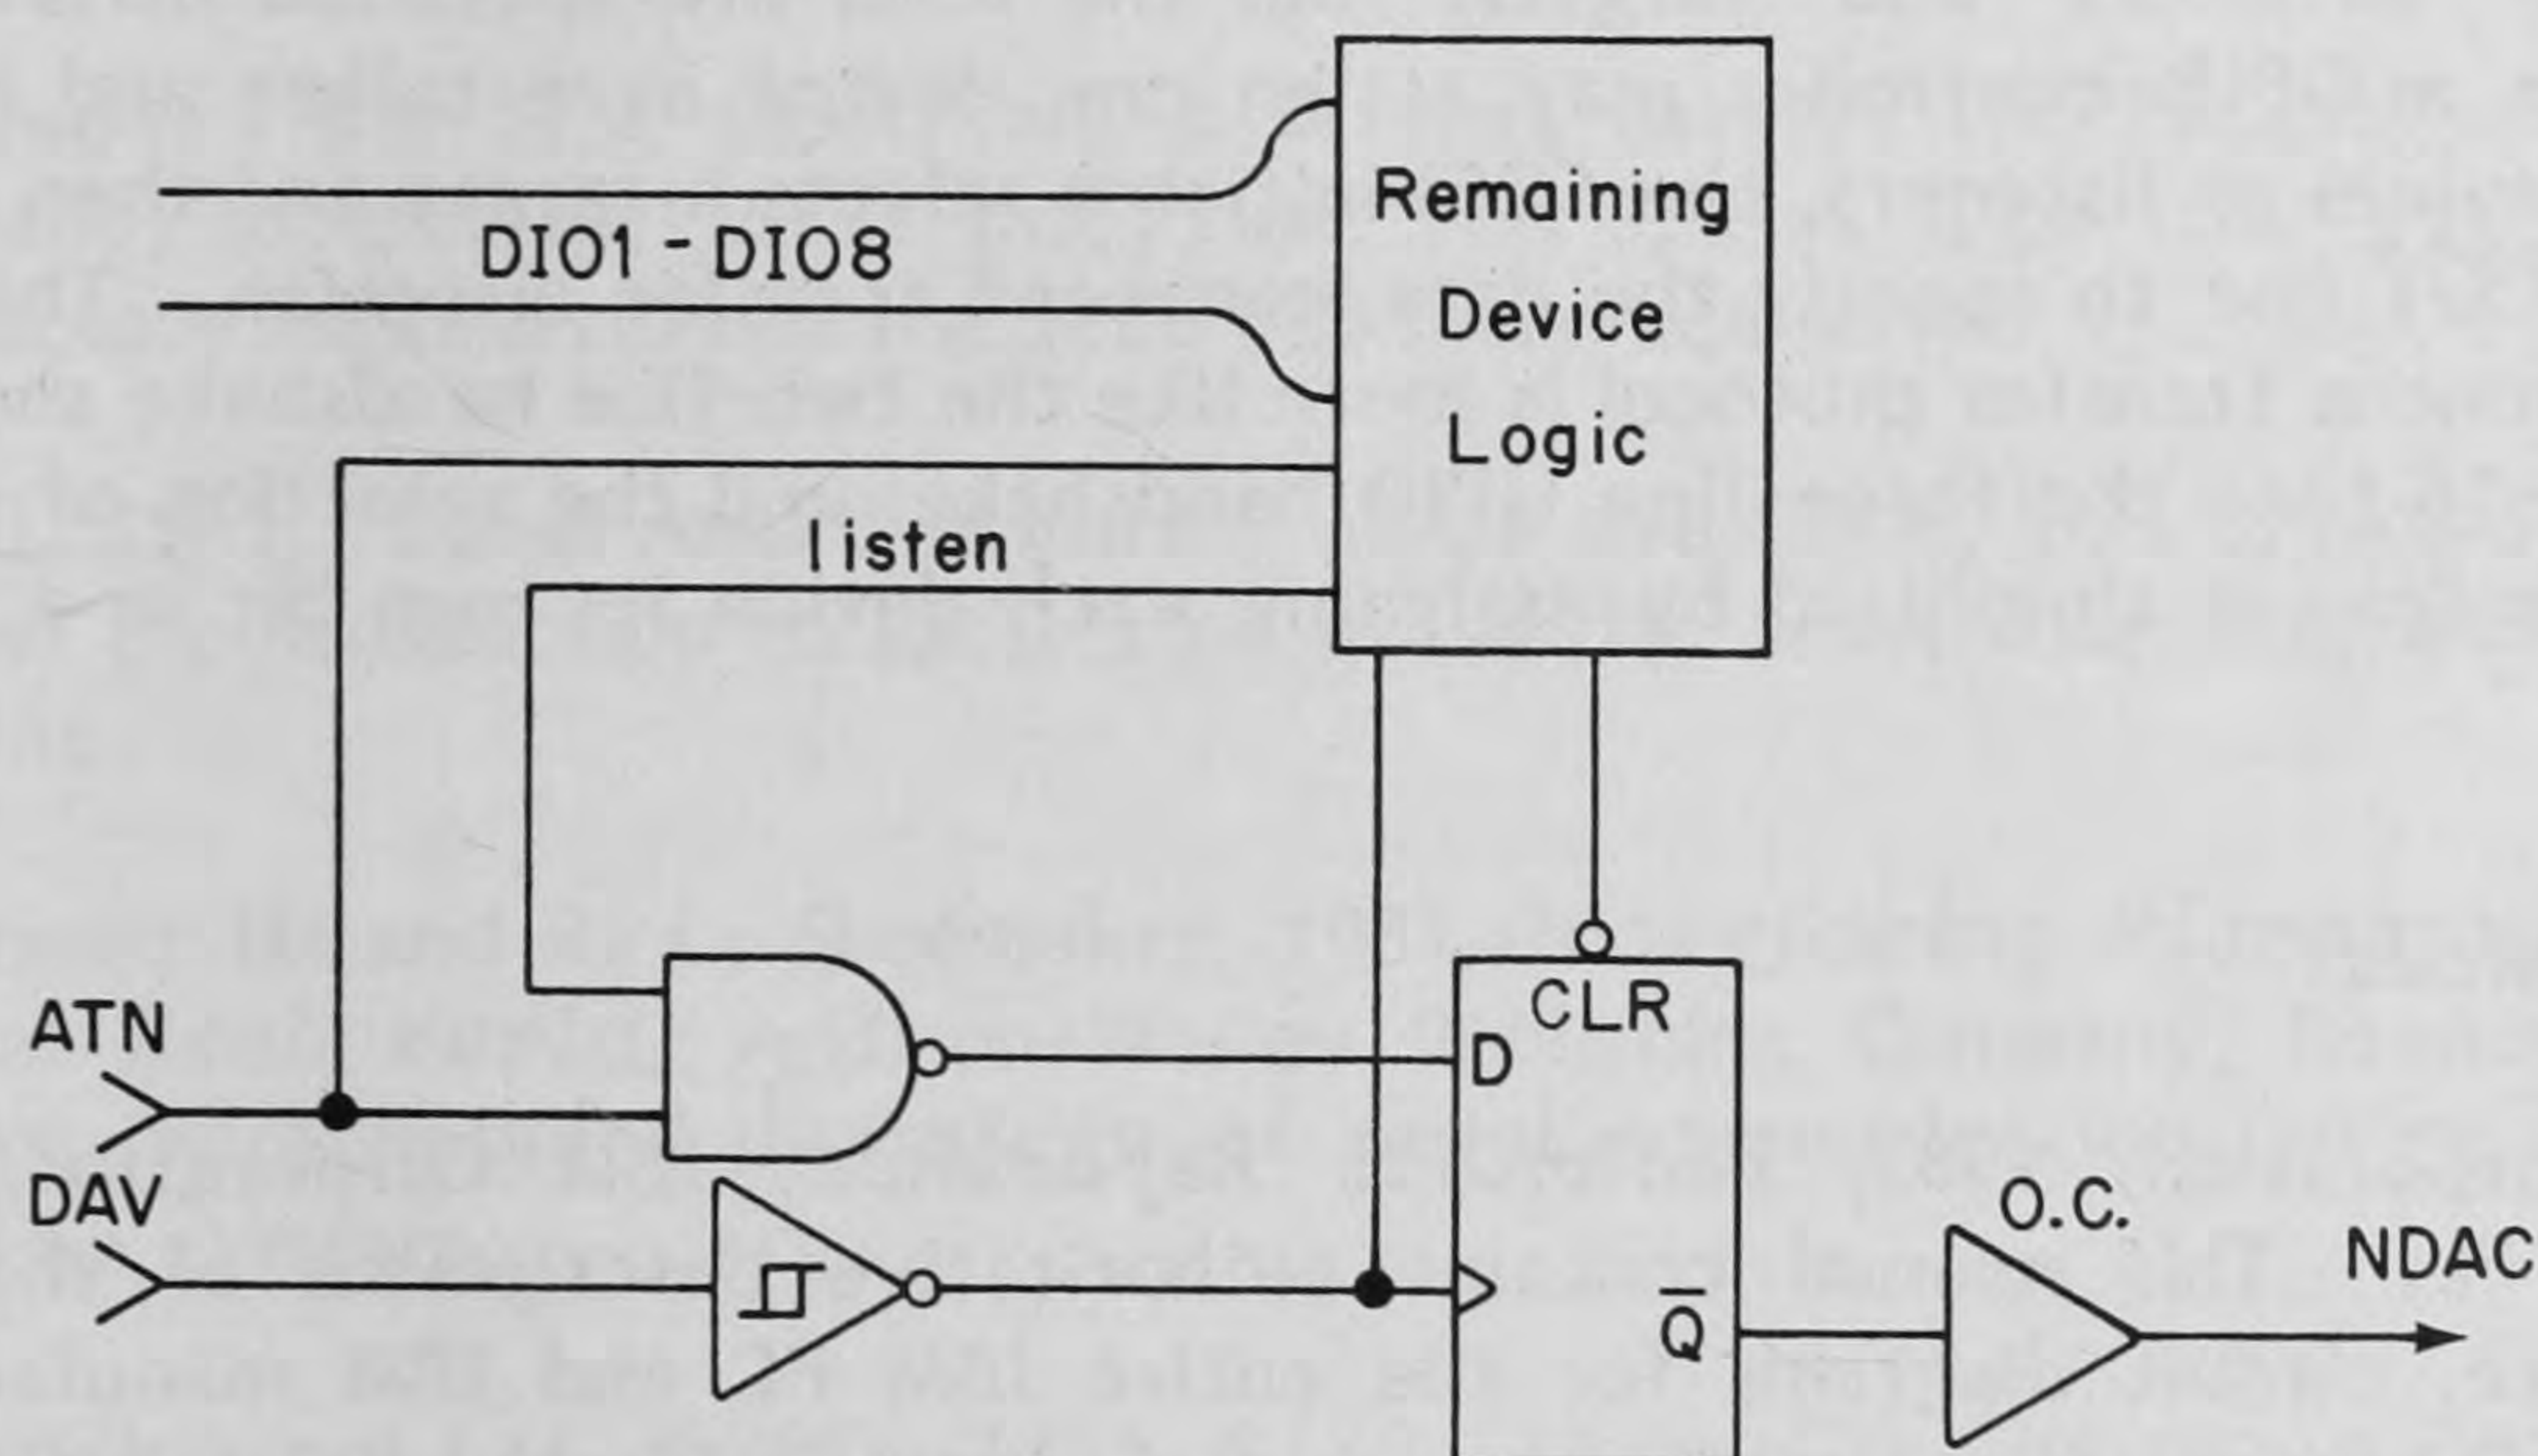 Remaining
Device
Logic
DIO1 - DIO8
listen
ATN
DAV
CLR
D
Q̅
O.C.
NDAC